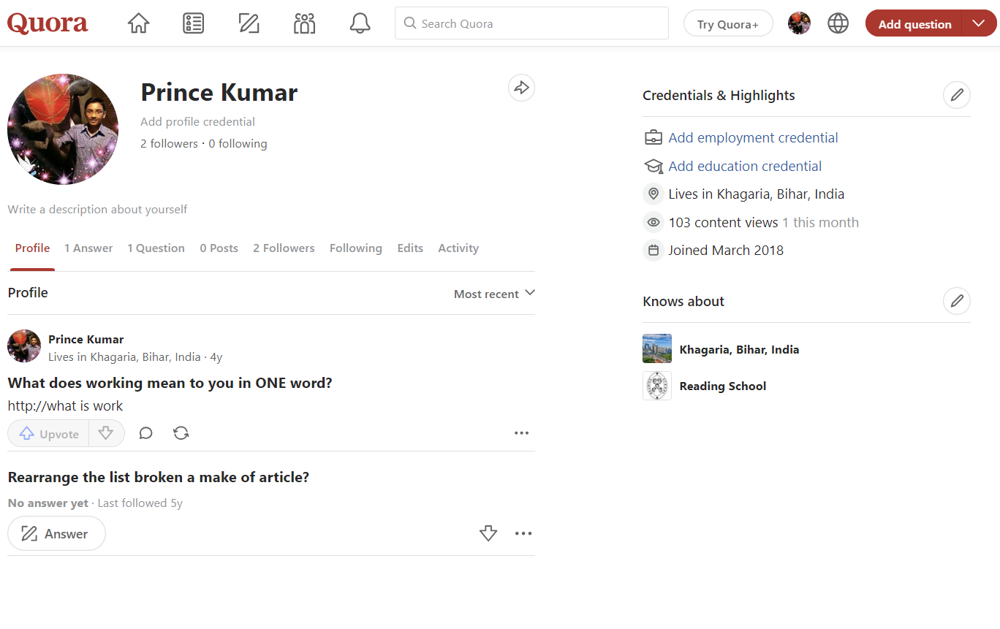 Quora
Search Quora
Try Quora+
Add question
Prince Kumar
Add profile credential
2 followers · 0 following
Write a description about yourself
Profile 1 Answer 1 Question 0 Posts 2 Followers Following Edits Activity
Profile
Most recent
Prince Kumar
Lives in Khagaria, Bihar, India · 4y
What does working mean to you in ONE word?
http://what is work
Upvote
Rearrange the list broken a make of article?
No answer yet · Last followed 5y
Answer
Credentials & Highlights
Add employment credential
Add education credential
Lives in Khagaria, Bihar, India
103 content views 1 this month
Joined March 2018
Knows about
Khagaria, Bihar, India
Reading School